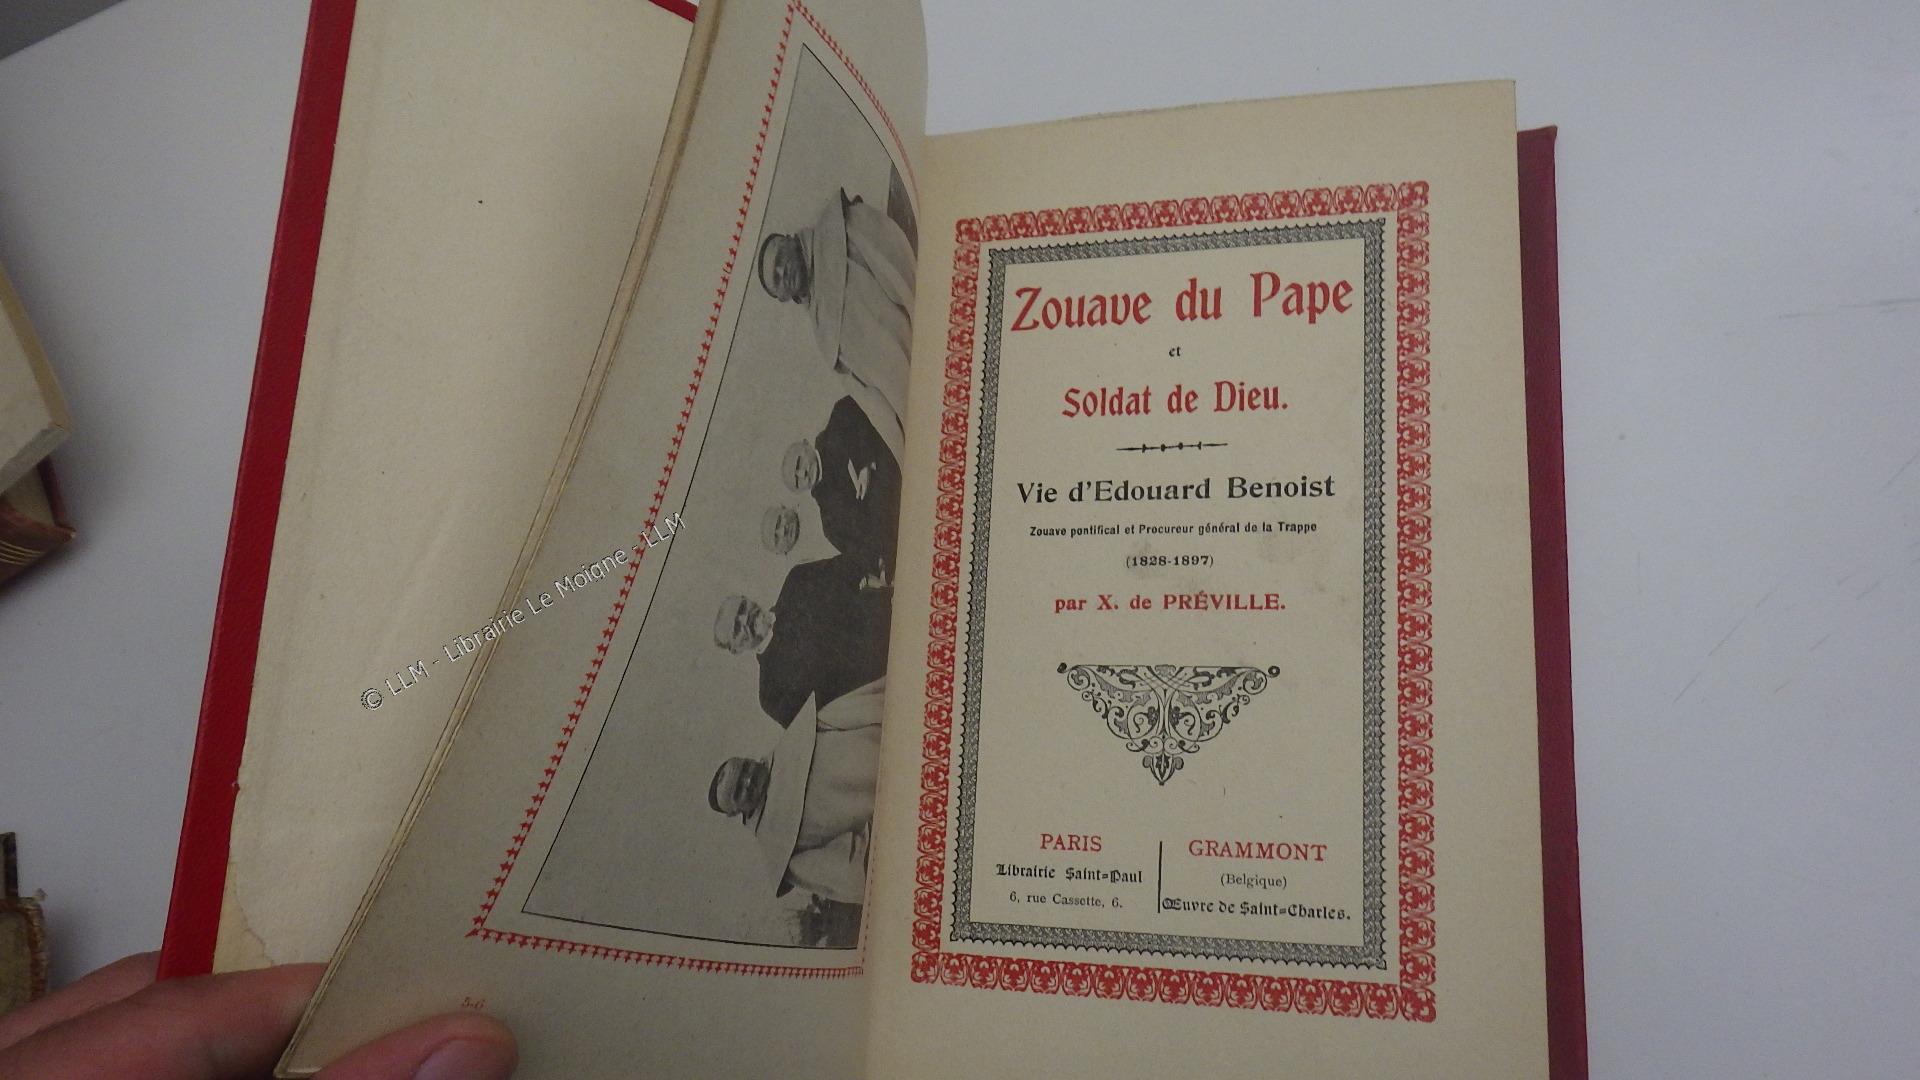 Zouave du Pape
et
Soldat de Dieu.
Vie d'Edouard Benoist
Zouave pontifical et Procureur général de la Trappe
(1828-1897)
par X. de PRÉVILLE.
PARIS
Librairie Saint=Paul
6, rue Cassette, 6.
GRAMMONT
(Belgique)
Œuvre de Saint=Charles.
5-6
© LLM - Librairie Le Moigne - LLM